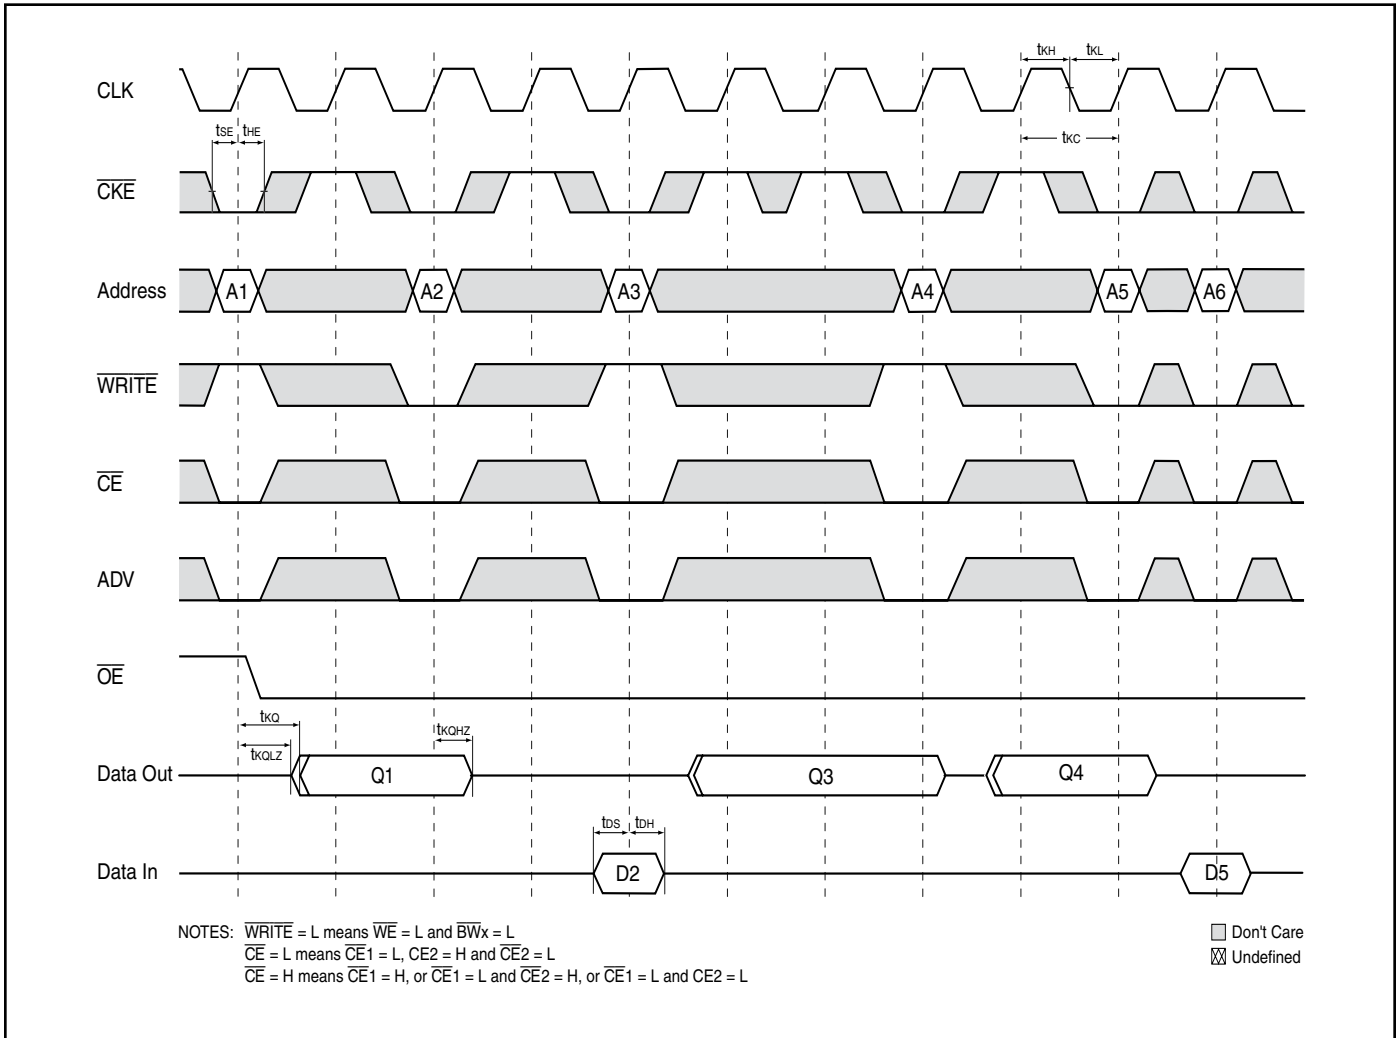 tKH tKL
CLK
tSE tHE
tKC
CKE
Address A1 A2 A3 A4 A5 A6
WRITE
CE
ADV
OE
tKQ
tKQLZ tKQHZ
Data Out Q1 Q3 Q4
tDS tDH
Data In D2 D5
NOTES: WRITE = L means WE = L and BWx = L
CE = L means CE1 = L, CE2 = H and CE2 = L
CE = H means CE1 = H, or CE1 = L and CE2 = H, or CE1 = L and CE2 = L
Don't Care
Undefined